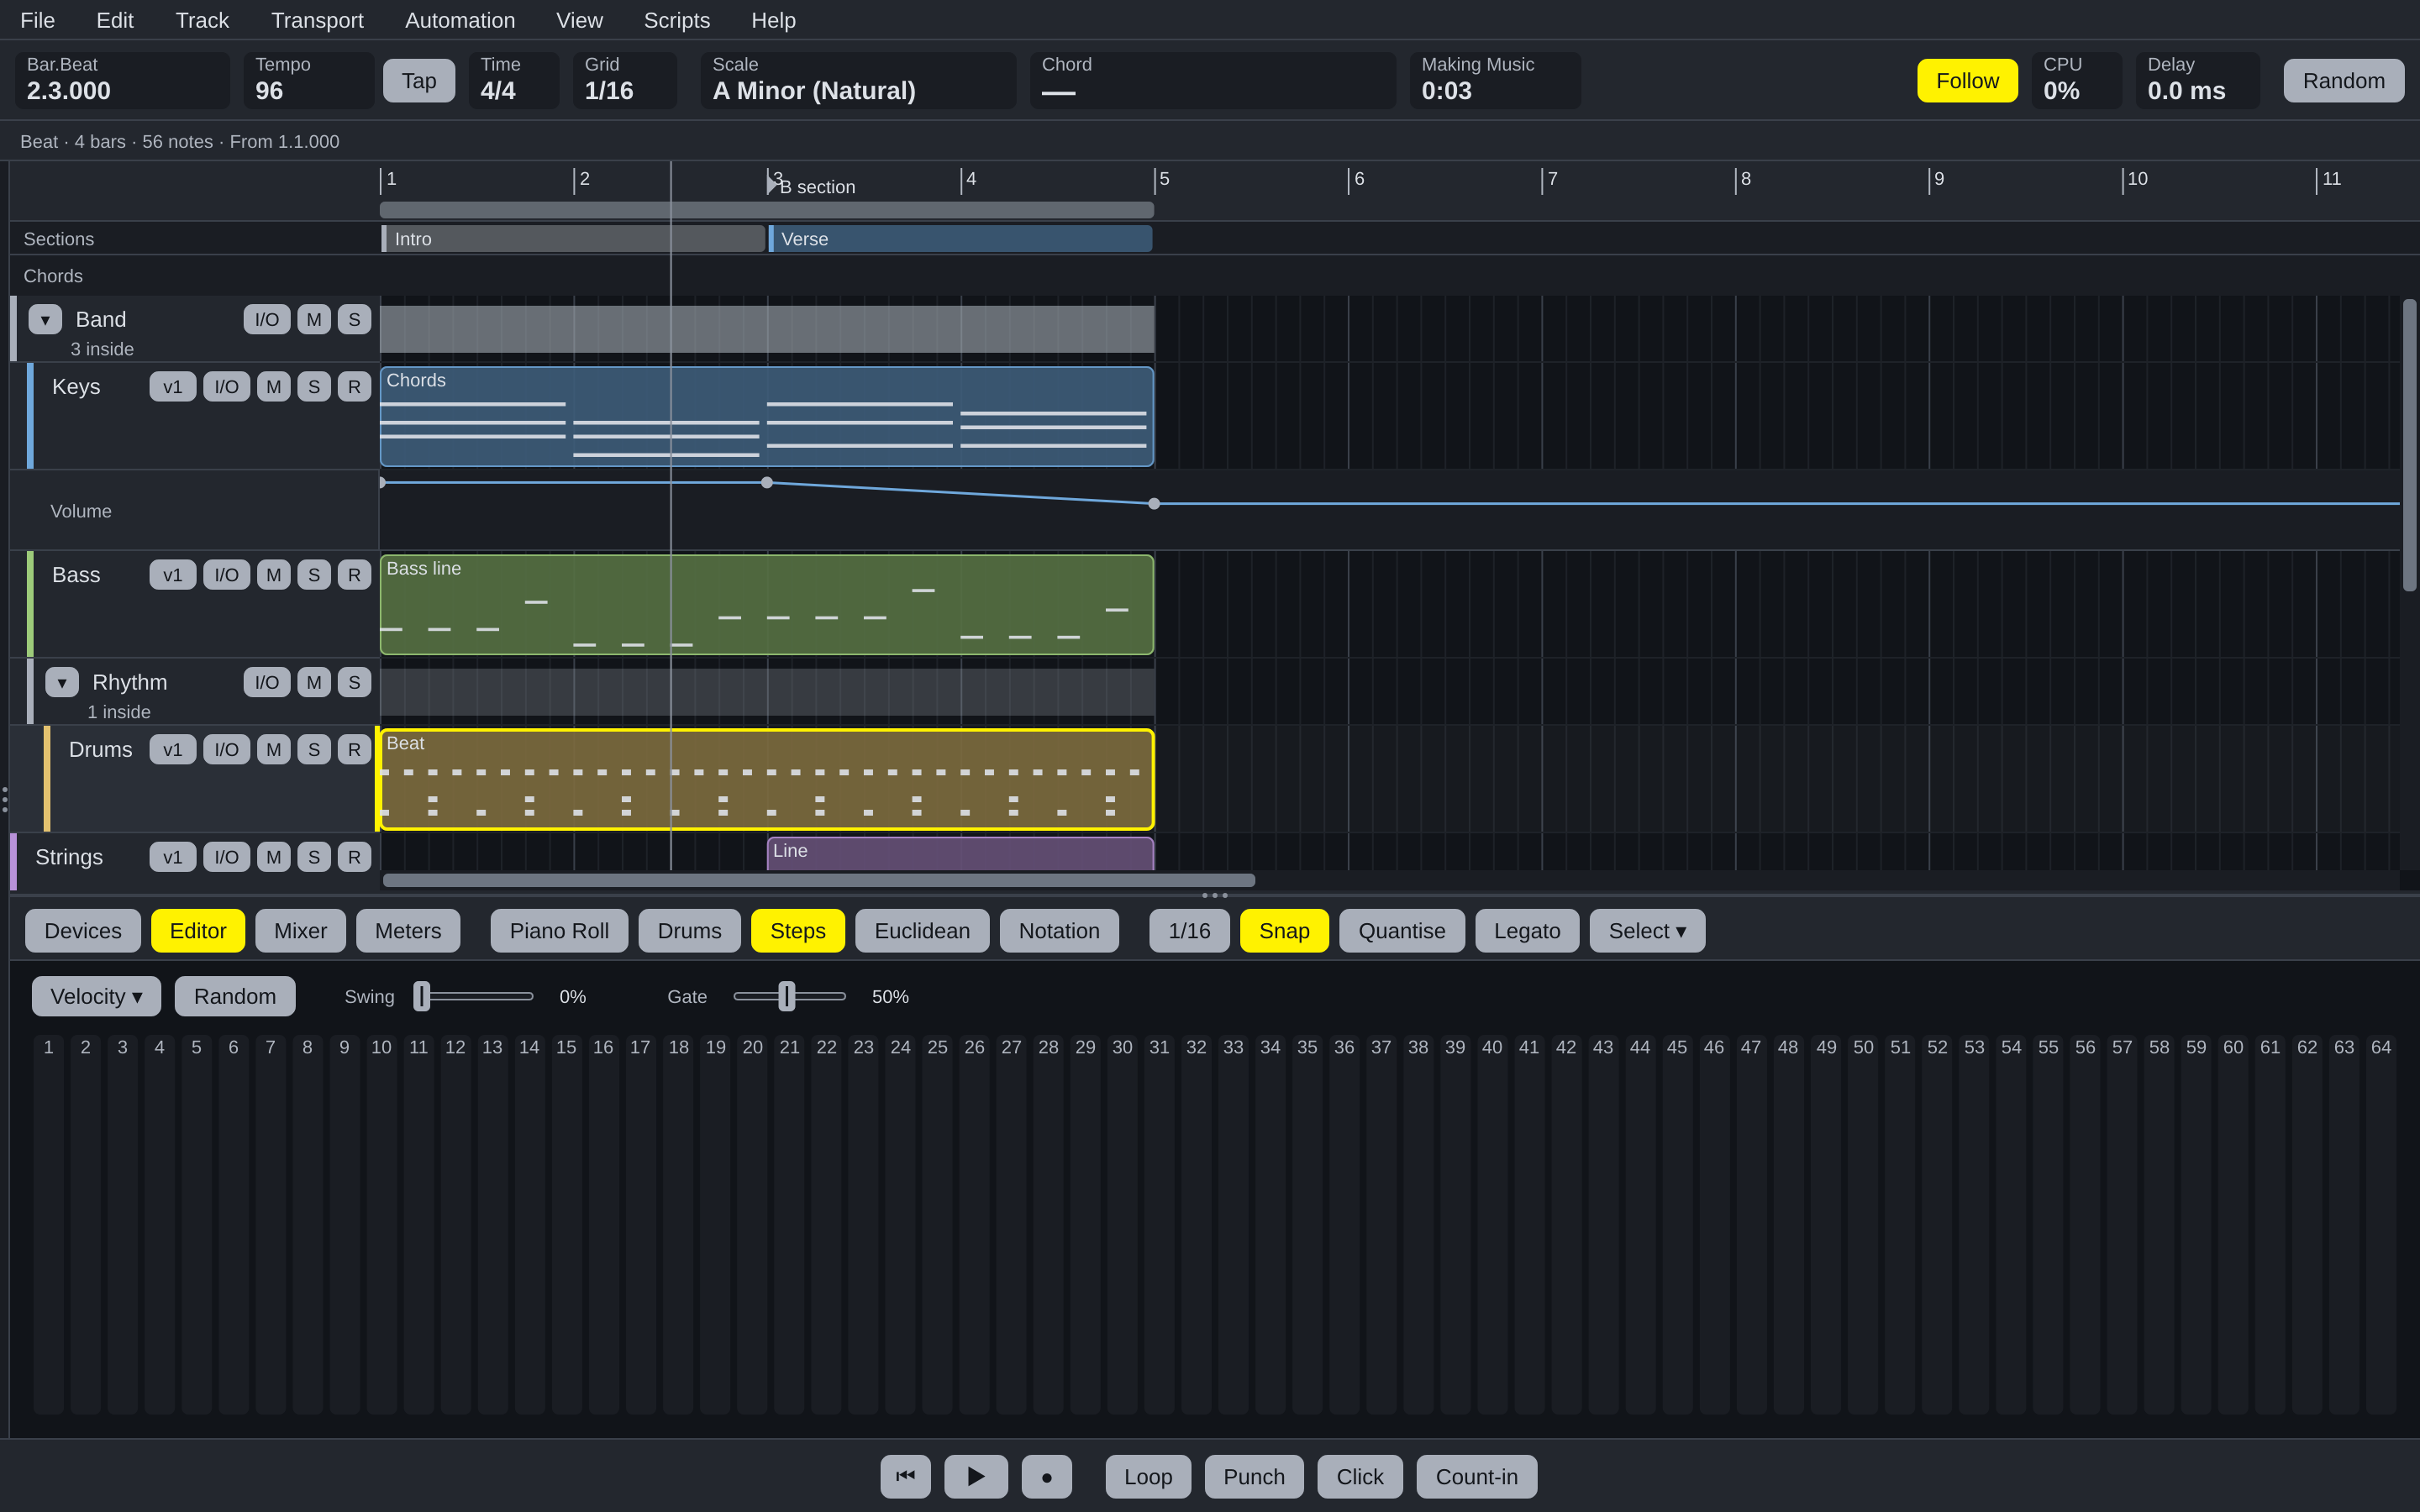 File Edit Track Transport Automation View Scripts Help
Bar.Beat Tempo Time Grid Scale Chord Making Music CPU Delay
2.3.000 96 Tap 4/4 1/16 A Minor (Natural) — 0:03 Follow 0% 0.0 ms Random
Beat · 4 bars · 56 notes · From 1.1.000
1 2 3 4 5 6 7 8 9 10 11
B section
Sections Intro Verse
Chords
▾ Band I/O M S
3 inside
Keys v1 I/O M S R Chords
Volume
Bass v1 I/O M S R Bass line
▾ Rhythm I/O M S
1 inside
Drums v1 I/O M S R Beat
Strings v1 I/O M S R Line
Devices Editor Mixer Meters Piano Roll Drums Steps Euclidean Notation 1/16 Snap Quantise Legato Select ▾
Velocity ▾ Random Swing 0% Gate 50%
1 2 3 4 5 6 7 8 9 10 11 12 13 14 15 16 17 18 19 20 21 22 23 24 25 26 27 28 29 30 31 32 33 34 35 36 37 38 39 40 41 42 43 44 45 46 47 48 49 50 51 52 53 54 55 56 57 58 59 60 61 62 63 64
Loop Punch Click Count-in